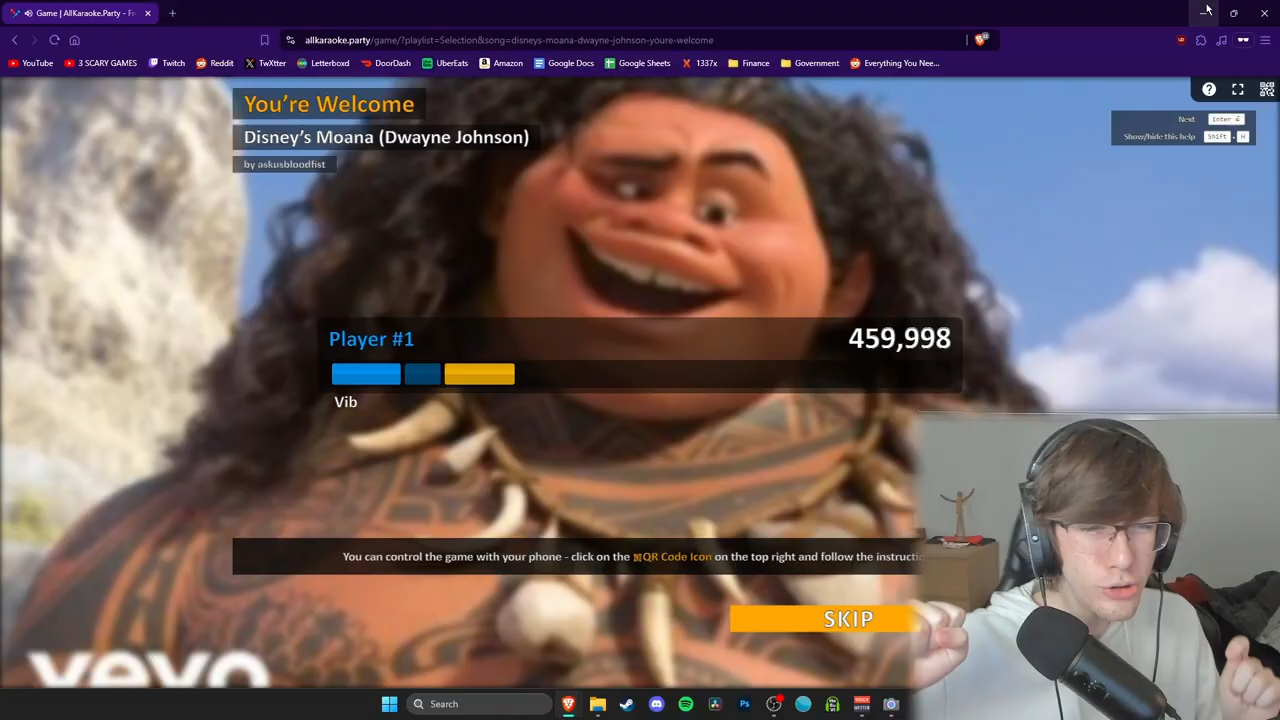 Game | AllKaraoke.Party - Fr
allkaraoke.party/game/?playlist=Selection&song=disneys-moana-dwayne-johnson-youre-welcome
YouTube
3 SCARY GAMES
Twitch
Reddit
TwXtter
Letterboxd
DoorDash
UberEats
Amazon
Google Docs
Google Sheets
1337x
Finance
Government
Everything You Nee...
You're Welcome
Disney's Moana (Dwayne Johnson)
by askusbloodfist
Next Enter
Show/hide this help Shift + H
Player #1
459,998
Vib
You can control the game with your phone - click on the QR Code Icon on the top right and follow the instructio
SKIP
vevo
Search